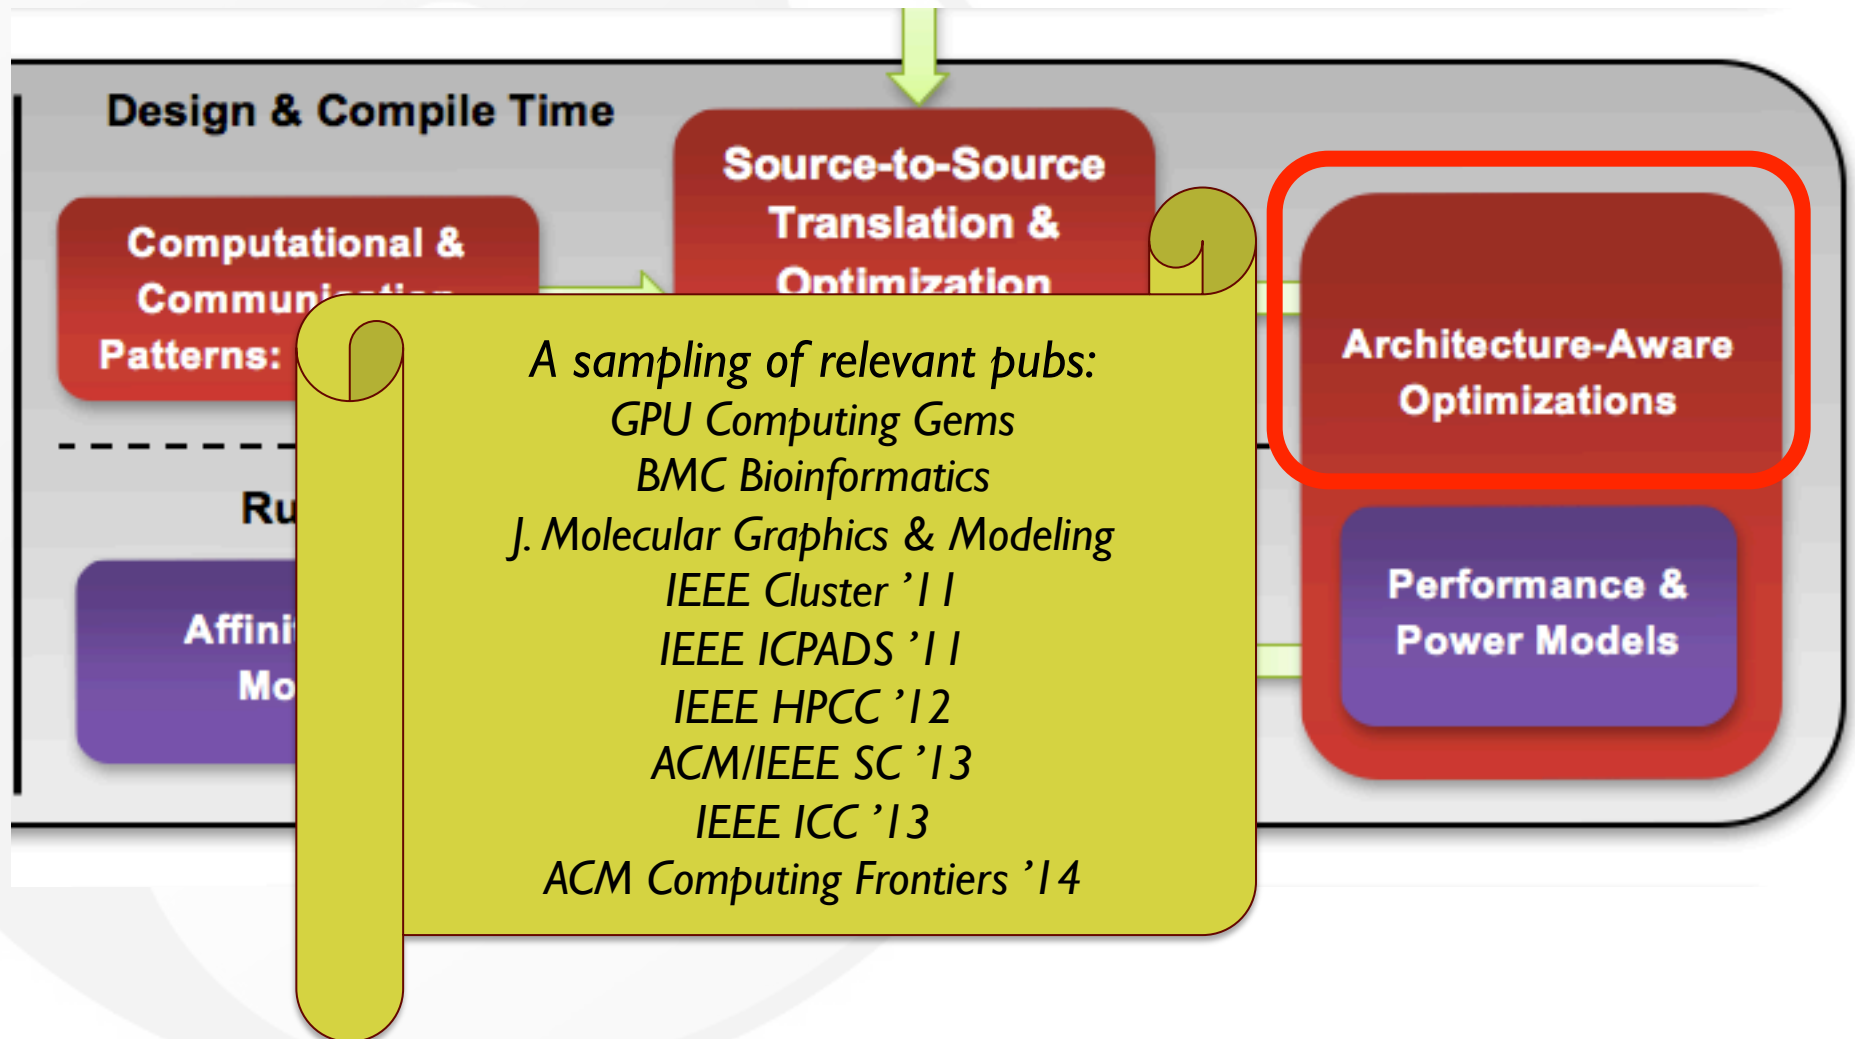 Design & Compile Time
Source-to-Source
Translation &
Optimization
Computational &
Patterns:
Architecture-Aware
Optimizations
Performance &
Power Models
A sampling of relevant pubs:
GPU Computing Gems
BMC Bioinformatics
J. Molecular Graphics & Modeling
IEEE Cluster ’11
IEEE ICPADS ’11
IEEE HPCC ’12
ACM/IEEE SC ’13
IEEE ICC ’13
ACM Computing Frontiers ’14